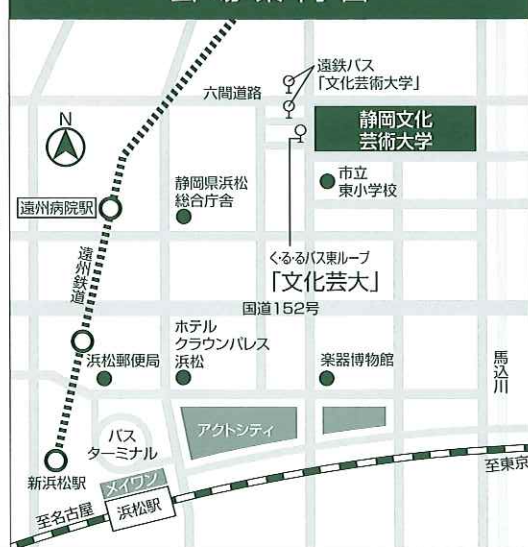 会場案内図
遠鉄バス
「文化芸術大学」
六間道路
静岡文化
芸術大学
N
市立
東小学校
静岡県浜松
総合庁舎
遠州病院駅
く・る・るバス東ループ
「文化芸大」
遠州鉄道
国道152号
ホテル
クラウンパレス
浜松
浜松郵便局
楽器博物館
馬込川
アクトシティ
バス
ターミナル
新浜松駅
メイワン
浜松駅
至東京
至名古屋